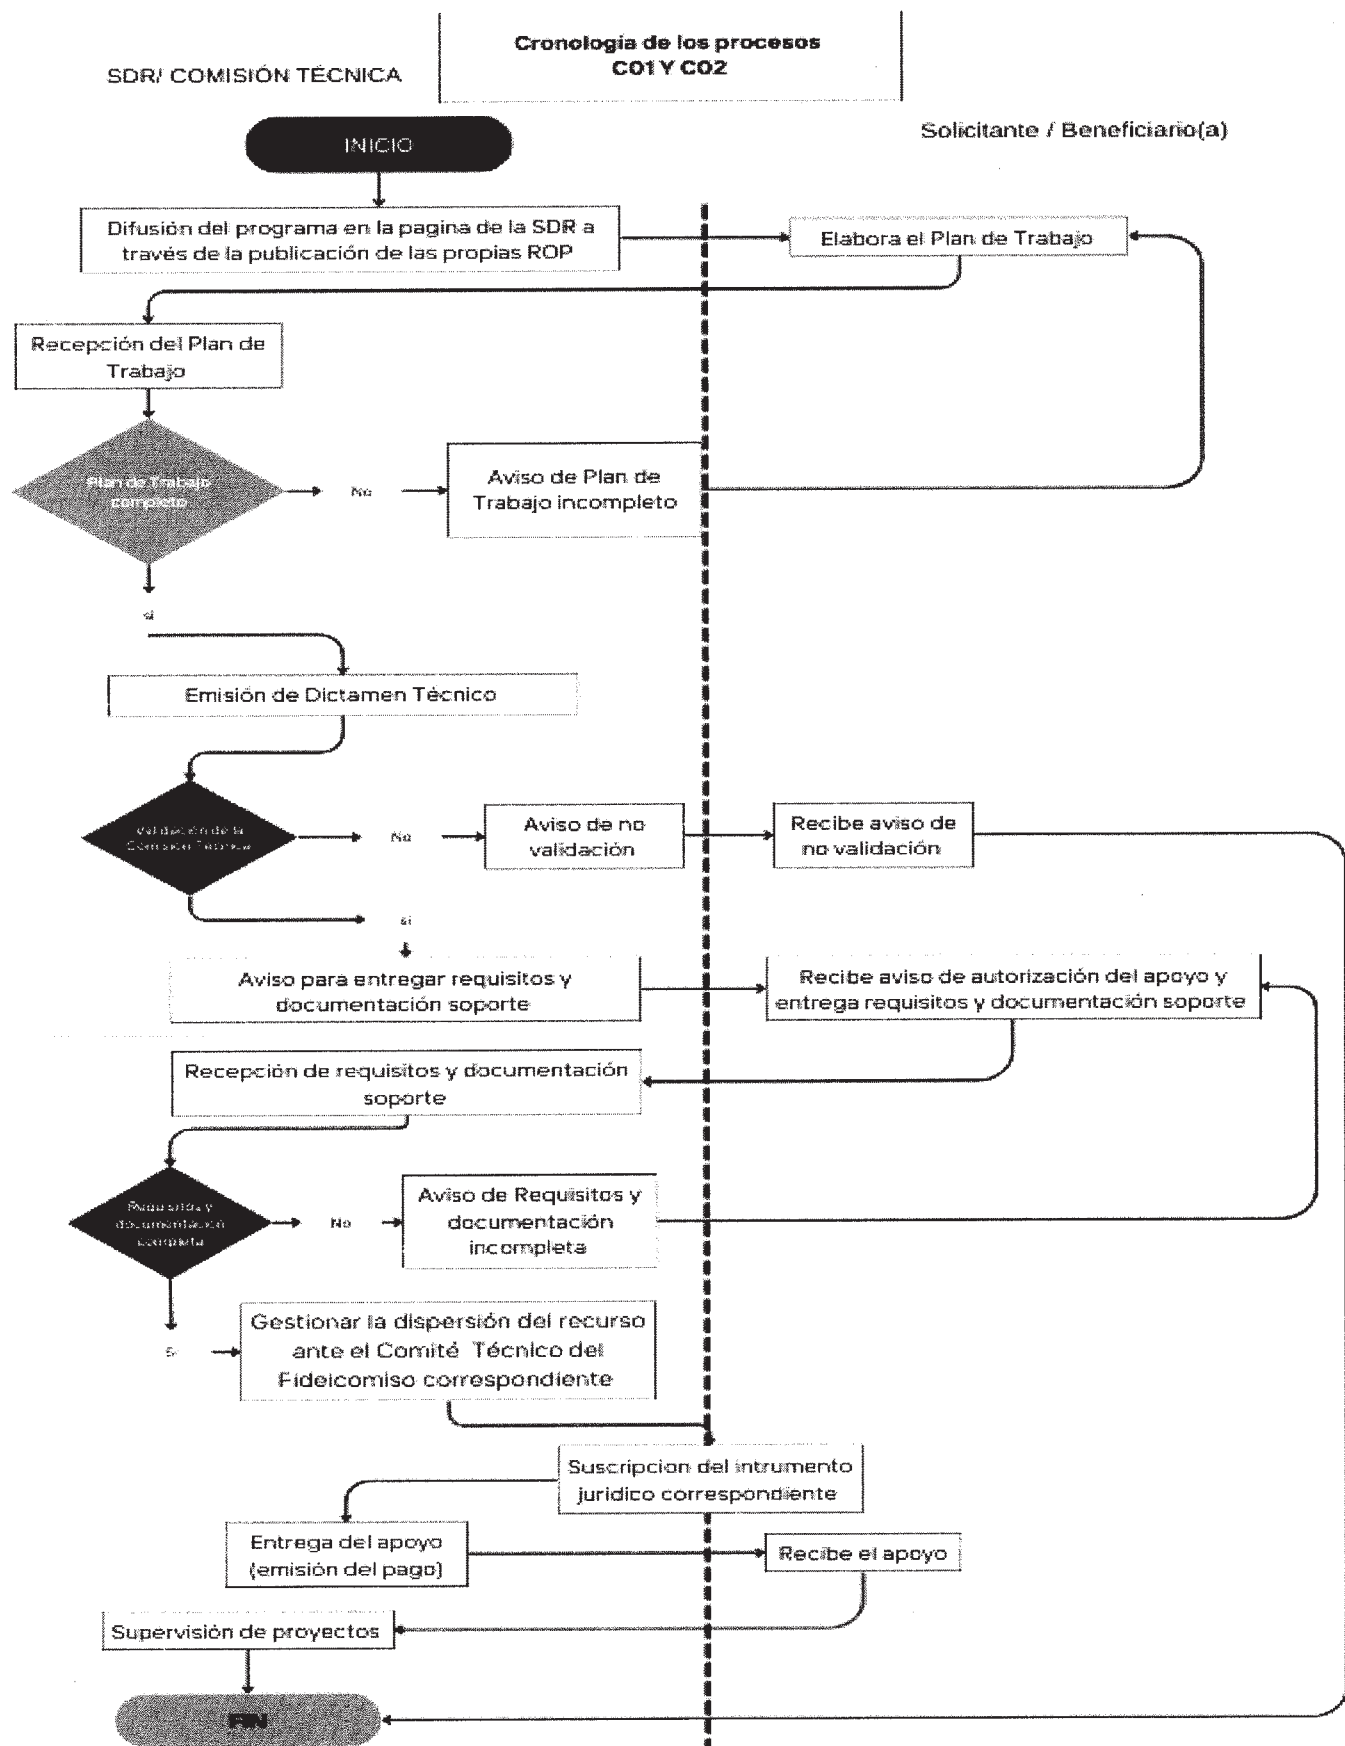 Cronología de los procesos
C01 Y C02
SDR/ COMISIÓN TÉCNICA
Solicitante / Beneficiario(a)
INICIO
Difusión del programa en la pagina de la SDR a
través de la publicación de las propias ROP
Elabora el Plan de Trabajo
Recepción del Plan de
Trabajo
Plan de Trabajo
completo
No
Aviso de Plan de
Trabajo incompleto
si
Emisión de Dictamen Técnico
Validación de la
Comisión Técnica
No
Aviso de no
validación
Recibe aviso de
no validación
si
Aviso para entregar requisitos y
documentación soporte
Recibe aviso de autorización del apoyo y
entrega requisitos y documentación soporte
Recepción de requisitos y documentación
soporte
Requisitos y
documentación
completa
No
Aviso de Requisitos y
documentación
incompleta
Si
Gestionar la dispersión del recurso
ante el Comité Técnico del
Fideicomiso correspondiente
Suscripcion del intrumento
juridico correspondiente
Entrega del apoyo
(emisión del pago)
Recibe el apoyo
Supervisión de proyectos
FIN